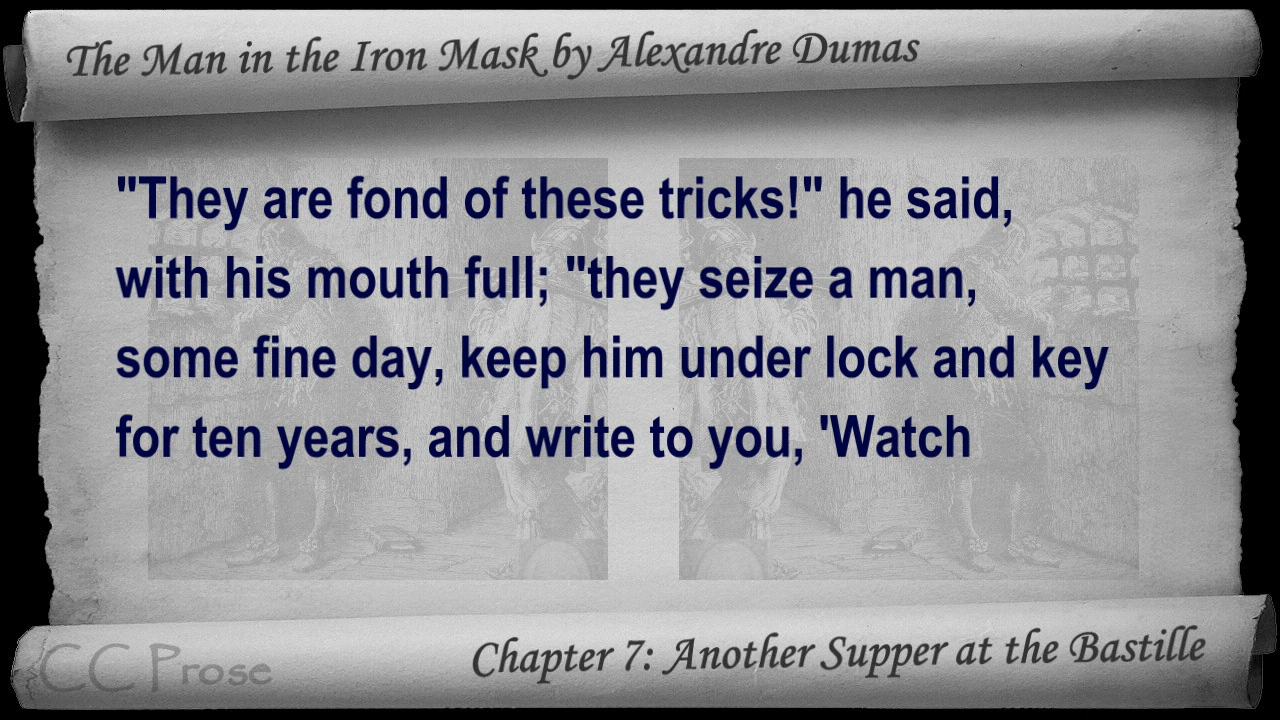 The Man in the Iron Mask by Alexandre Dumas
"They are fond of these tricks!" he said,
with his mouth full; "they seize a man,
some fine day, keep him under lock and key
for ten years, and write to you, 'Watch
CC Prose
Chapter 7: Another Supper at the Bastille